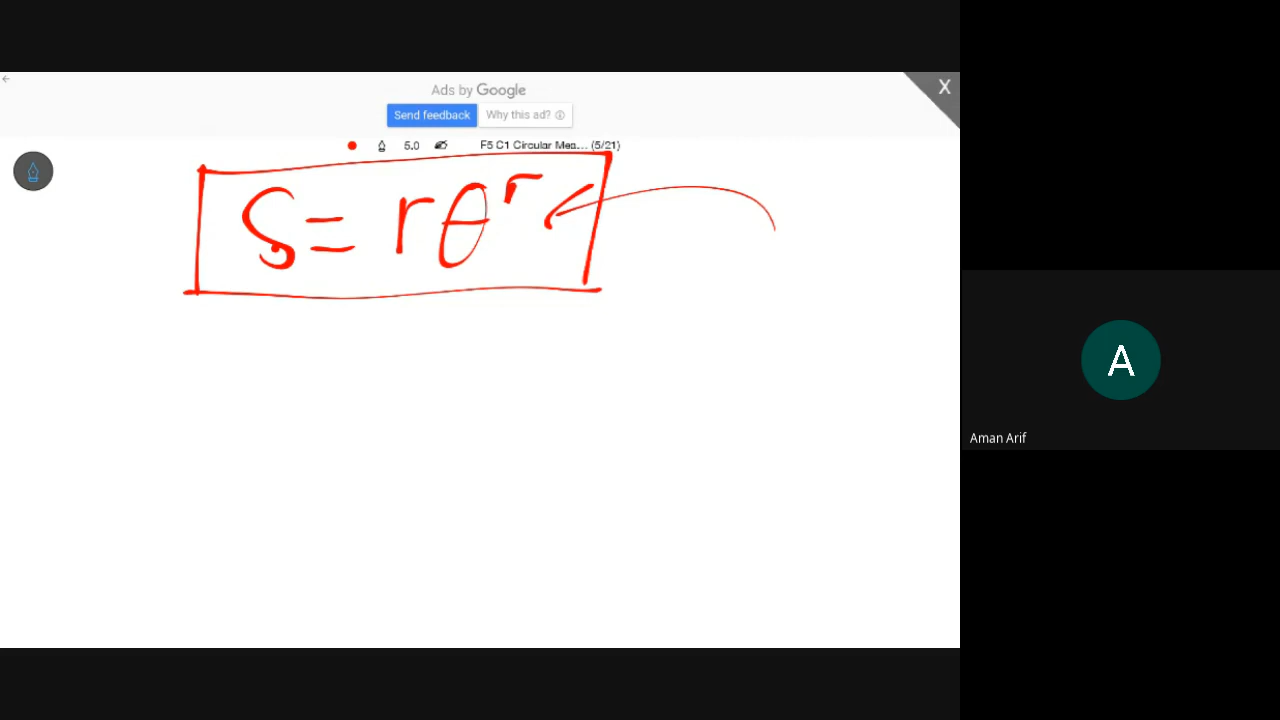 Ads by Google
X
Send feedback Why this ad?
5.0 F5 C1 Circular Mea... (5/21)
S = rθʳ
A
Aman Arif